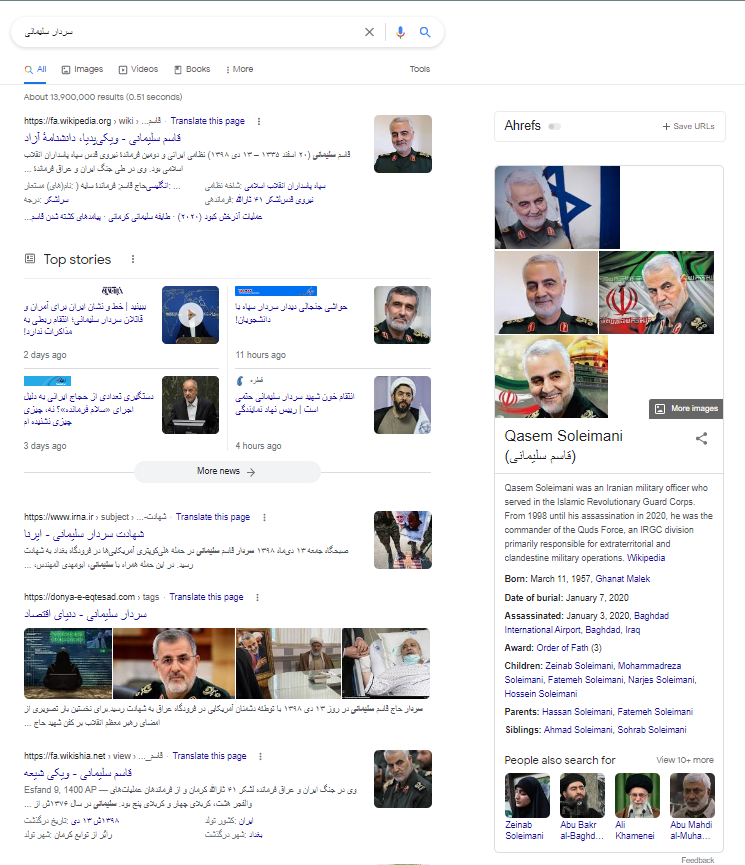 سردار سلیمانی
All
Images
Videos
Books
More
Tools
About 13,900,000 results (0.51 seconds)
https://fa.wikipedia.org › wiki › قاسم... · Translate this page
قاسم سلیمانی - ویکی‌پدیا، دانشنامهٔ آزاد
قاسم سلیمانی (۲۰ اسفند ۱۳۳۵ – ۱۳ دی ۱۳۹۸) نظامی ایرانی و دومین فرماندهٔ نیروی قدس سپاه پاسداران انقلاب
اسلامی بود. وی در طی جنگ ایران و عراق فرماندهٔ ...
شاخه نظامی: سپاه پاسداران انقلاب اسلامی
درجه: سرلشکر
فرماندهی: نیروی قدس‌لشکر ۴۱ ثارالله
عملیات آذرخش کبود (۲۰۲۰) · طایفه سلیمانی کرمانی · پیامدهای کشته شدن قاسم...
Top stories
ببینید | خط و نشان ایران برای آمران و
قاتلان سردار سلیمانی؛ انتقام ربطی به
مذاکرات ندارد!
2 days ago
حواشی جنجالی دیدار سردار سپاه با
دانشجویان!
11 hours ago
دستگیری تعدادی از حجاج ایرانی به دلیل
اجرای «سلام فرمانده»؟ نه، چیزی
چیزی نشنیده ام
3 days ago
قطره
انتقام خون شهید سردار سلیمانی حتمی
است | رییس نهاد نمایندگی
4 hours ago
More news
https://www.irna.ir › subject › شهادت-... · Translate this page
شهادت سردار سلیمانی - ایرنا
صبحگاه جمعه ۱۳ دی‌ماه ۱۳۹۸ سردار قاسم سلیمانی در حمله هلی‌کوپتری آمریکایی‌ها در فرودگاه بغداد به شهادت
رسید. در این حمله همراه با سلیمانی، ابومهدی المهندس، ...
https://donya-e-eqtesad.com › tags · Translate this page
سردار سلیمانی - دنیای اقتصاد
سردار حاج قاسم سلیمانی در روز ۱۳ دی ۱۳۹۸ با توطئه دشمنان آمریکایی در فرودگاه عراق به شهادت رسید.برای نخستین بار تصویری از
امضای رهبر معظم انقلاب بر کفن شهید حاج ...
https://fa.wikishia.net › view › قاسم_... · Translate this page
قاسم سلیمانی - ویکی شیعه
Esfand 9, 1400 AP — وی در جنگ ایران و عراق فرمانده لشکر ۴۱ ثارالله کرمان و از فرماندهان عملیات‌های
والفجر هشت، کربلای چهار و کربلای پنج بود. سلیمانی در سال ۱۳۷۶ش از ...
تاریخ درگذشت: ۱۳ دی ۱۳۹۸ش
کشور تولد: ایران
شهر تولد: رائر از توابع کرمان
شهر درگذشت: بغداد
Ahrefs
Save URLs
More images
Qasem Soleimani
(قاسم سلیمانی)
Qasem Soleimani was an Iranian military officer who
served in the Islamic Revolutionary Guard Corps.
From 1998 until his assassination in 2020, he was the
commander of the Quds Force, an IRGC division
primarily responsible for extraterritorial and
clandestine military operations. Wikipedia
Born: March 11, 1957, Ghanat Malek
Date of burial: January 7, 2020
Assassinated: January 3, 2020, Baghdad
International Airport, Baghdad, Iraq
Award: Order of Fath (3)
Children: Zeinab Soleimani, Mohammadreza
Soleimani, Fatemeh Soleimani, Narjes Soleimani,
Hossein Soleimani
Parents: Hassan Soleimani, Fatemeh Soleimani
Siblings: Ahmad Soleimani, Sohrab Soleimani
People also search for
View 10+ more
Zeinab
Soleimani
Abu Bakr
al-Baghd...
Ali
Khamenei
Abu Mahdi
al-Muha...
Feedback